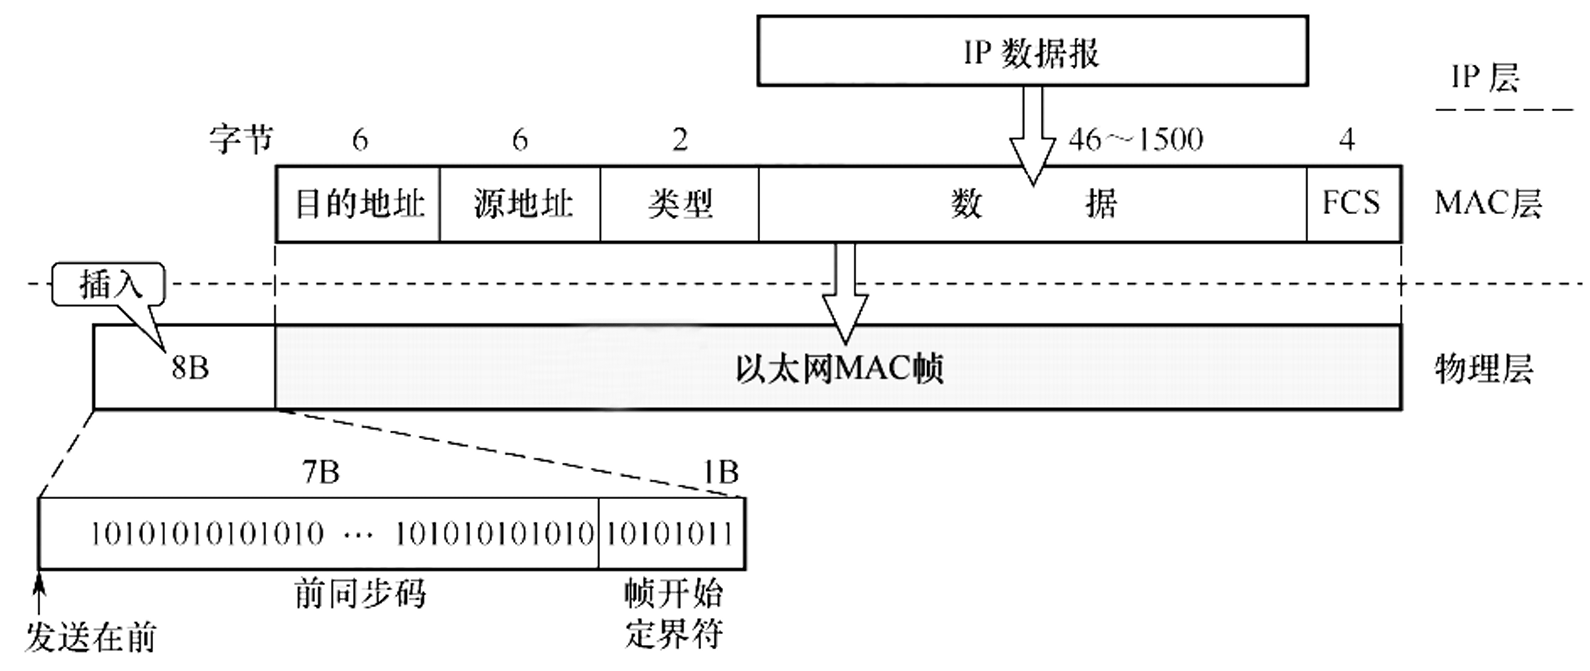 IP 数据报
IP 层
字节 6 6 2 46～1500 4
目的地址 源地址 类型 数 据 FCS MAC层
插入
8B 以太网MAC帧 物理层
7B 1B
10101010101010 … 101010101010 10101011
前同步码 帧开始
定界符
发送在前